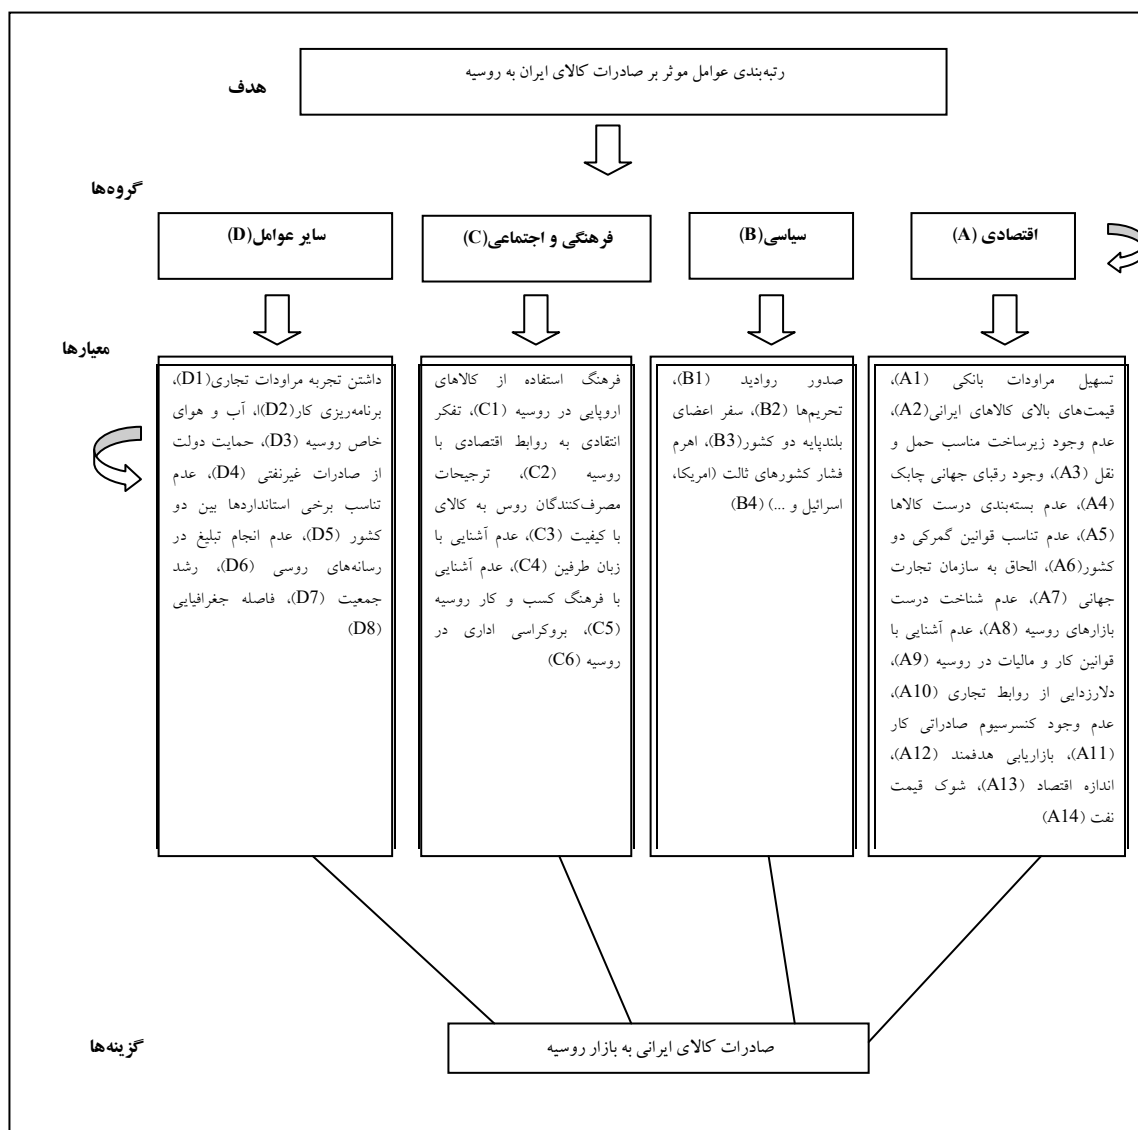 رتبه‌بندی عوامل موثر بر صادرات کالای ایران به روسیه
هدف
گروه‌ها
اقتصادی (A)
سیاسی(B)
فرهنگی و اجتماعی(C)
سایر عوامل(D)
معیارها
تسهیل مراودات بانکی (A1)،
قیمت‌های بالای کالاهای ایرانی(A2)،
عدم وجود زیرساخت مناسب حمل و
نقل (A3)، وجود رقبای جهانی چابک
(A4)، عدم بسته‌بندی درست کالاها
(A5)، عدم تناسب قوانین گمرکی دو
کشور(A6)، الحاق به سازمان تجارت
جهانی (A7)، عدم شناخت درست
بازارهای روسیه (A8)، عدم آشنایی با
قوانین کار و مالیات در روسیه (A9)،
دلارزدایی از روابط تجاری (A10)،
عدم وجود کنسرسیوم صادراتی کار
(A11)، بازاریابی هدفمند (A12)،
اندازه اقتصاد (A13)، شوک قیمت
نفت (A14)
صدور روادید (B1)،
تحریم‌ها (B2)، سفر اعضای
بلندپایه دو کشور(B3)، اهرم
فشار کشورهای ثالث (امریکا،
اسرائیل و ...) (B4)
فرهنگ استفاده از کالاهای
اروپایی در روسیه (C1)، تفکر
انتقادی به روابط اقتصادی با
روسیه (C2)، ترجیحات
مصرف‌کنندگان روس به کالای
با کیفیت (C3)، عدم آشنایی با
زبان طرفین (C4)، عدم آشنایی
با فرهنگ کسب و کار روسیه
(C5)، بروکراسی اداری در
روسیه (C6)
داشتن تجربه مراودات تجاری(D1)،
برنامه‌ریزی کار(D2)ا، آب و هوای
خاص روسیه (D3)، حمایت دولت
از صادرات غیرنفتی (D4)، عدم
تناسب برخی استانداردها بین دو
کشور (D5)، عدم انجام تبلیغ در
رسانه‌های روسی (D6)، رشد
جمعیت (D7)، فاصله جغرافیایی
(D8)
گزینه‌ها
صادرات کالای ایرانی به بازار روسیه